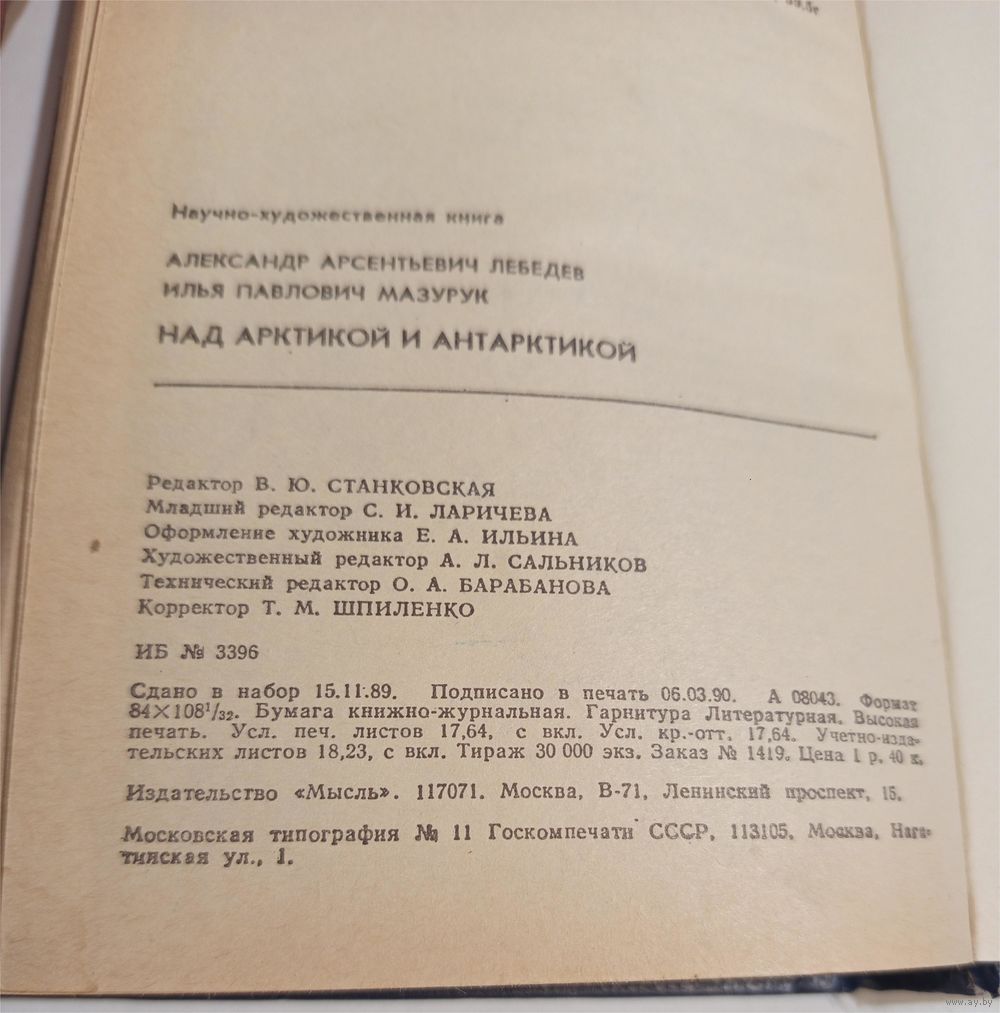 Научно-художественная книга
АЛЕКСАНДР АРСЕНТЬЕВИЧ ЛЕБЕДЕВ
ИЛЬЯ ПАВЛОВИЧ МАЗУРУК
НАД АРКТИКОЙ И АНТАРКТИКОЙ
Редактор В. Ю. СТАНКОВСКАЯ
Младший редактор С. И. ЛАРИЧЕВА
Оформление художника Е. А. ИЛЬИНА
Художественный редактор А. Л. САЛЬНИКОВ
Технический редактор О. А. БАРАБАНОВА
Корректор Т. М. ШПИЛЕНКО
ИБ № 3396
Сдано в набор 15.11.89. Подписано в печать 06.03.90. А 08043. Формат
84×108¹/₃₂. Бумага книжно-журнальная. Гарнитура Литературная. Высокая
печать. Усл. печ. листов 17,64, с вкл. Усл. кр.-отт. 17,64. Учетно-изда-
тельских листов 18,23, с вкл. Тираж 30 000 экз. Заказ № 1419. Цена 1 р. 40 к.
Издательство «Мысль». 117071. Москва, В-71, Ленинский проспект, 15.
Московская типография № 11 Госкомпечати СССР, 113105, Москва, Нага-
тинская ул., 1.
www.ay.by